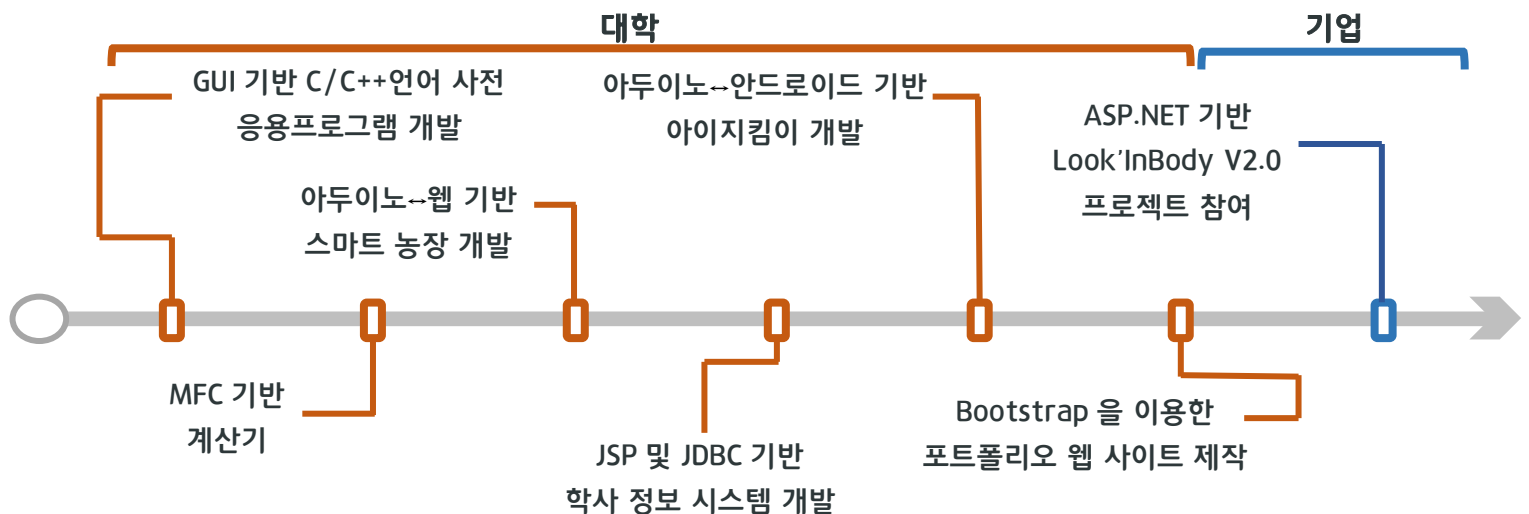 대학
기업
GUI 기반 C/C++언어 사전
응용프로그램 개발
MFC 기반
계산기
아두이노↔웹 기반
스마트 농장 개발
JSP 및 JDBC 기반
학사 정보 시스템 개발
아두이노↔안드로이드 기반
아이지킴이 개발
Bootstrap 을 이용한
포트폴리오 웹 사이트 제작
ASP.NET 기반
Look'InBody V2.0
프로젝트 참여